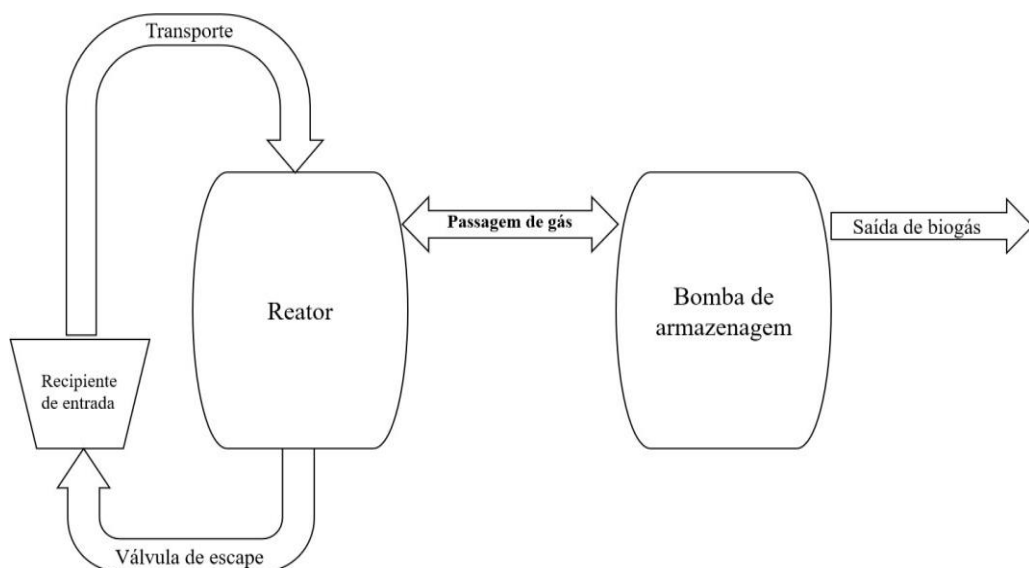 Transporte
Passagem de gás
Saída de biogás
Reator
Bomba de
armazenagem
Recipiente
de entrada
Válvula de escape